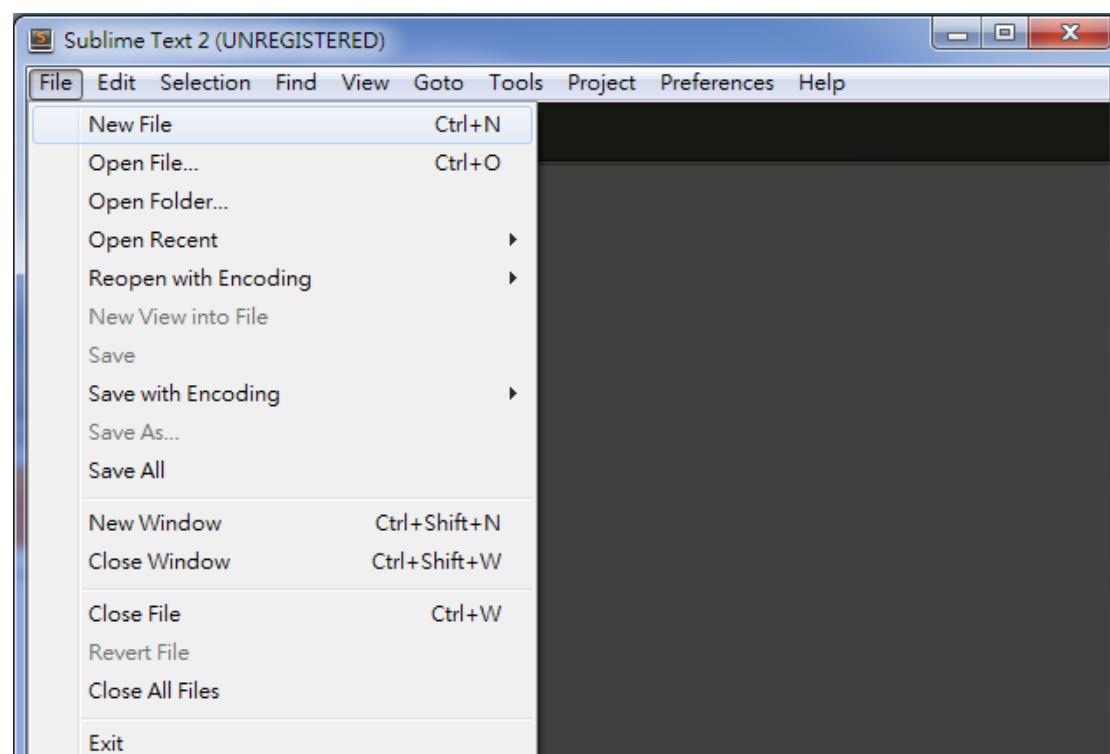 Sublime Text 2 (UNREGISTERED)
File Edit Selection Find View Goto Tools Project Preferences Help
New File Ctrl+N
Open File... Ctrl+O
Open Folder...
Open Recent
Reopen with Encoding
New View into File
Save
Save with Encoding
Save As...
Save All
New Window Ctrl+Shift+N
Close Window Ctrl+Shift+W
Close File Ctrl+W
Revert File
Close All Files
Exit